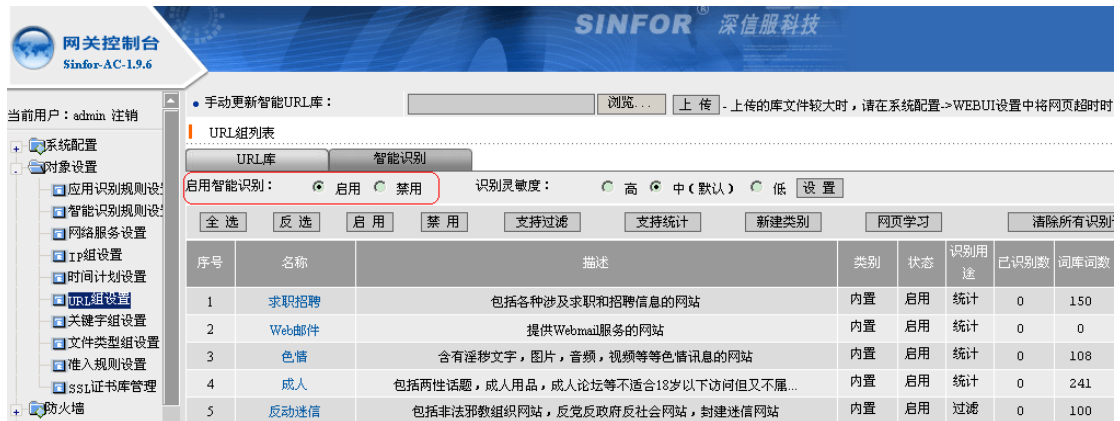 SINFOR® 深信服科技
网关控制台
Sinfor-AC-1.9.6
当前用户：admin 注销
系统配置
对象设置
应用识别规则设
智能识别规则设
网络服务设置
IP组设置
时间计划设置
URL组设置
关键字组设置
文件类型组设置
准入规则设置
SSL证书库管理
防火墙
手动更新智能URL库： 浏览... 上传 - 上传的库文件较大时，请在系统配置->WEBUI设置中将网页超时时
URL组列表
URL库 智能识别
启用智能识别： 启用 禁用 识别灵敏度： 高 中(默认) 低 设置
全选 反选 启用 禁用 支持过滤 支持统计 新建类别 网页学习 清除所有识别
序号 名称 描述 类别 状态 识别用途 已识别数 词库词数
1 求职招聘 包括各种涉及求职和招聘信息的网站 内置 启用 统计 0 150
2 Web邮件 提供Webmail服务的网站 内置 启用 统计 0 0
3 色情 含有淫秽文字，图片，音频，视频等等色情讯息的网站 内置 启用 统计 0 108
4 成人 包括两性话题，成人用品，成人论坛等不适合18岁以下访问但又不属... 内置 启用 统计 0 241
5 反动迷信 包括非法邪教组织网站，反党反政府反社会网站，封建迷信网站 内置 启用 过滤 0 100